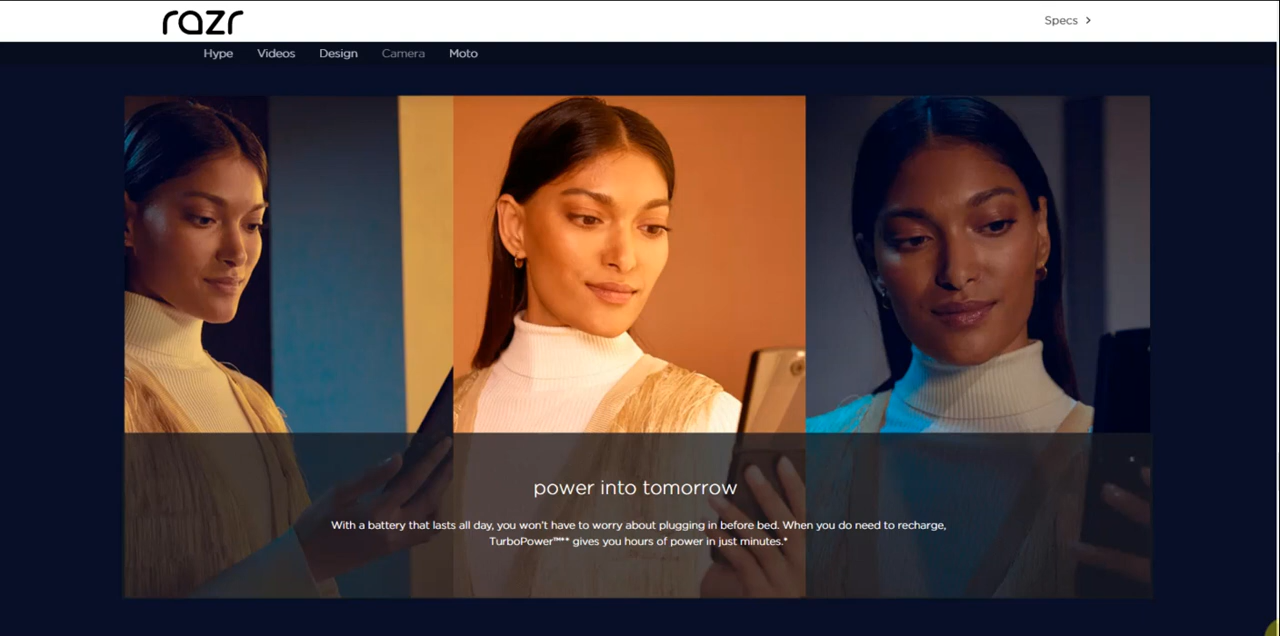 razr
Specs >
Hype Videos Design Camera Moto
power into tomorrow
With a battery that lasts all day, you won't have to worry about plugging in before bed. When you do need to recharge,
TurboPower™** gives you hours of power in just minutes.*